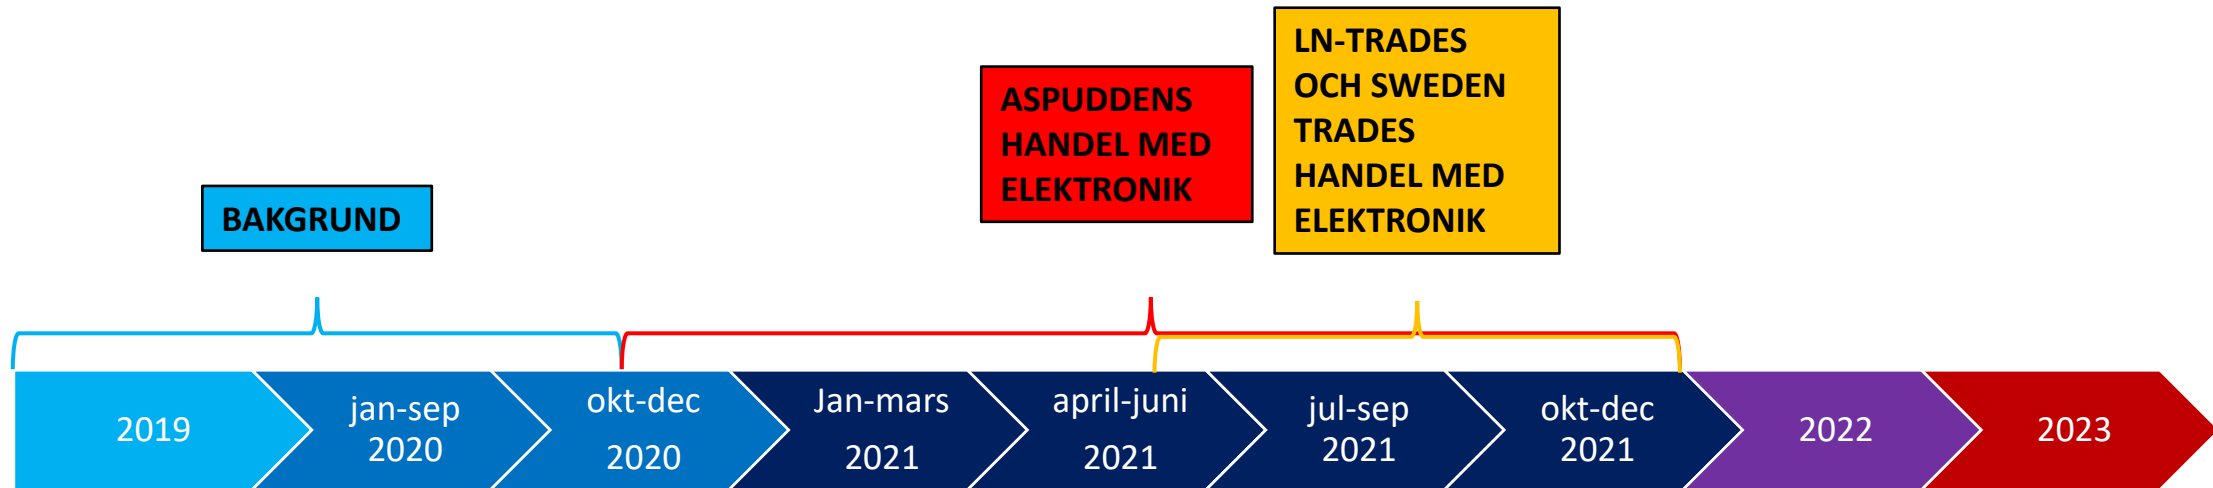 BAKGRUND
ASPUDDENS
HANDEL MED
ELEKTRONIK
LN-TRADES
OCH SWEDEN
TRADES
HANDEL MED
ELEKTRONIK
2019
jan-sep
2020
okt-dec
2020
Jan-mars
2021
april-juni
2021
jul-sep
2021
okt-dec
2021
2022
2023